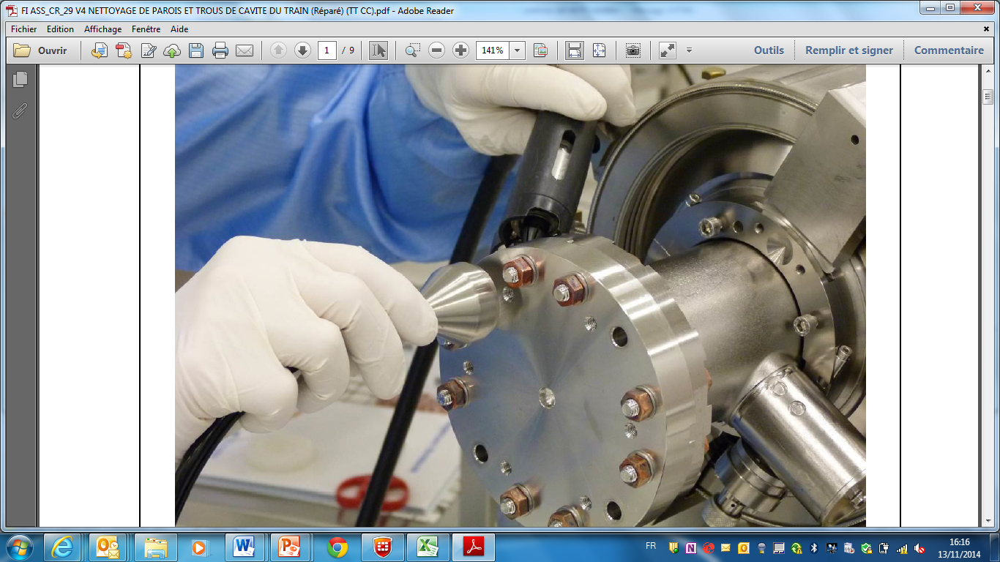 FI ASS_CR_29 V4 NETTOYAGE DE PAROIS ET TROUS DE CAVITE DU TRAIN (Réparé) (TT CC).pdf - Adobe Reader
Fichier Edition Affichage Fenêtre Aide
Ouvrir 1 / 9 141% Outils Remplir et signer Commentaire
FR 16:16
13/11/2014